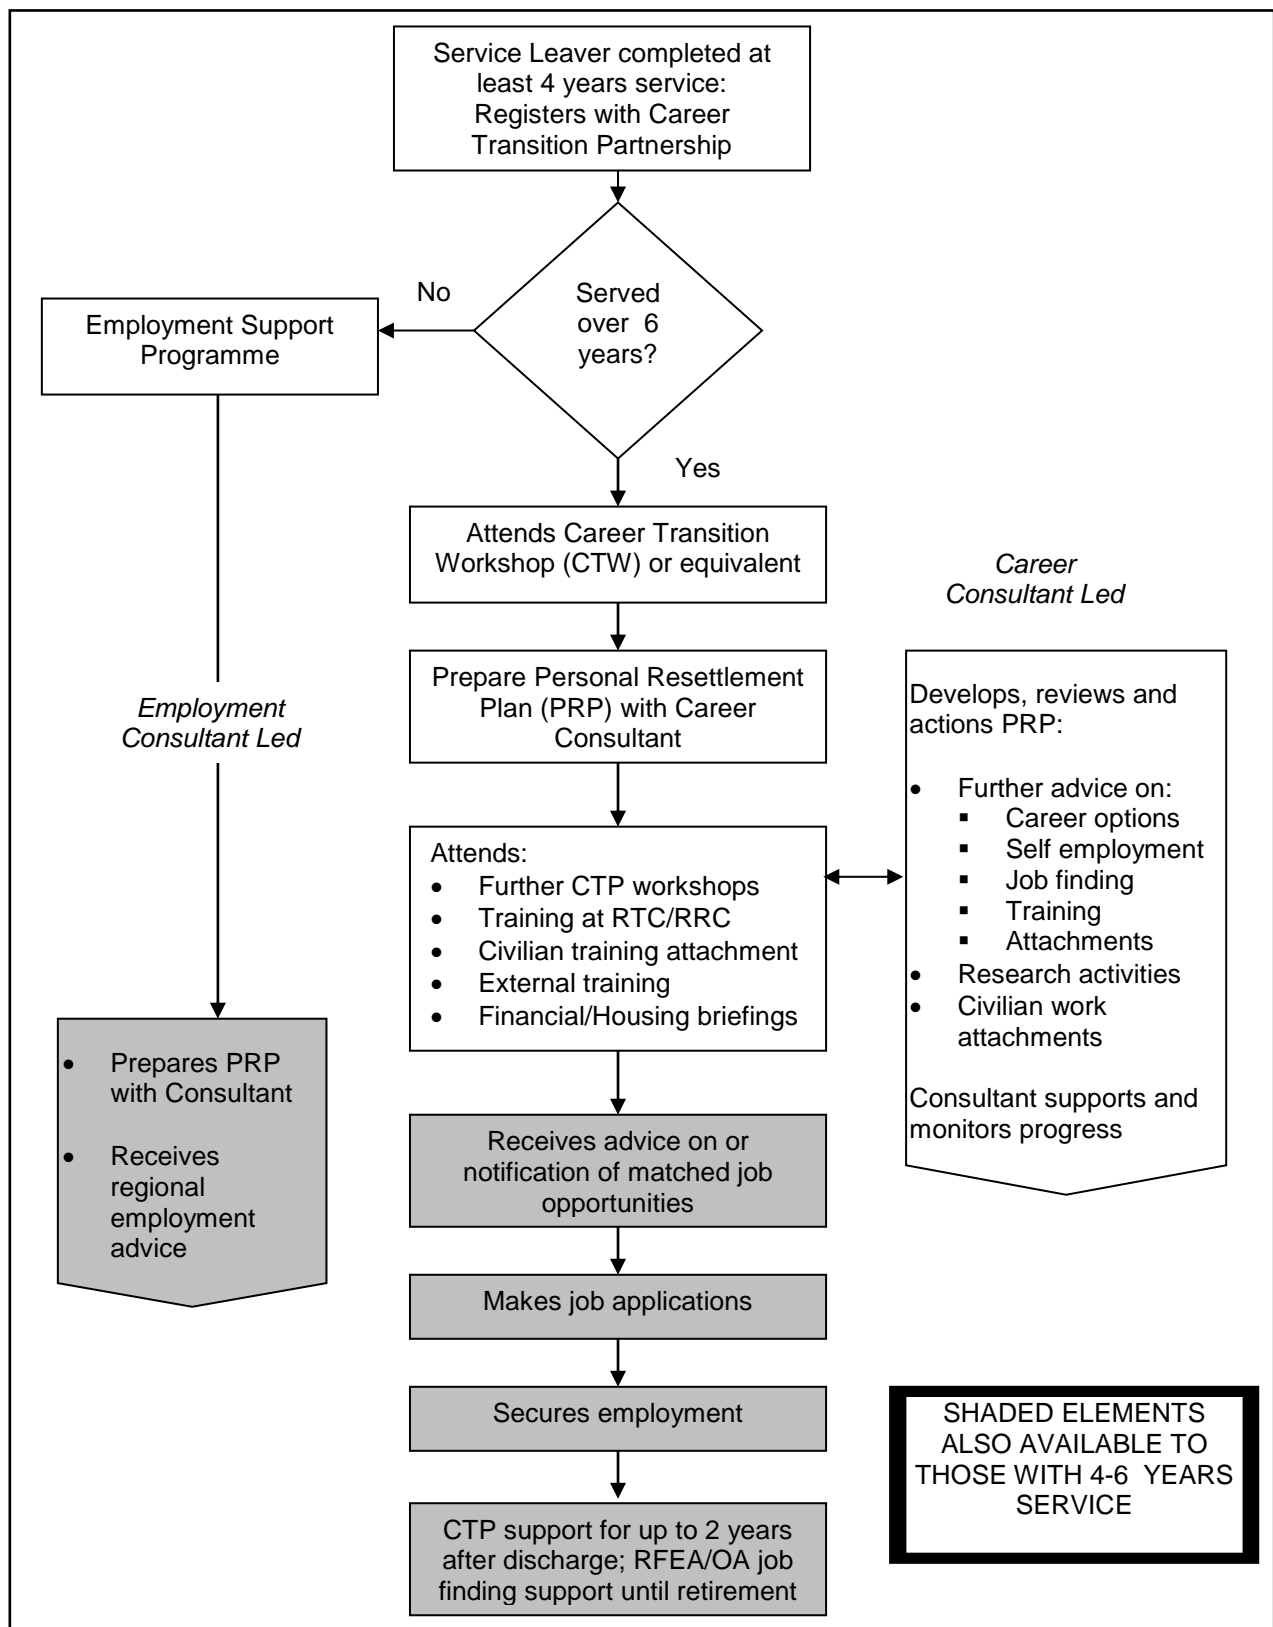 Service Leaver completed at
least 4 years service:
Registers with Career
Transition Partnership
Served
over 6
years?
No
Employment Support
Programme
Yes
Attends Career Transition
Workshop (CTW) or equivalent
Career
Consultant Led
Prepare Personal Resettlement
Plan (PRP) with Career
Consultant
Employment
Consultant Led
Develops, reviews and
actions PRP:
• Further advice on:
▪ Career options
▪ Self employment
▪ Job finding
▪ Training
▪ Attachments
• Research activities
• Civilian work
attachments
Consultant supports and
monitors progress
Attends:
• Further CTP workshops
• Training at RTC/RRC
• Civilian training attachment
• External training
• Financial/Housing briefings
• Prepares PRP
with Consultant
• Receives
regional
employment
advice
Receives advice on or
notification of matched job
opportunities
Makes job applications
Secures employment
CTP support for up to 2 years
after discharge; RFEA/OA job
finding support until retirement
SHADED ELEMENTS
ALSO AVAILABLE TO
THOSE WITH 4-6 YEARS
SERVICE